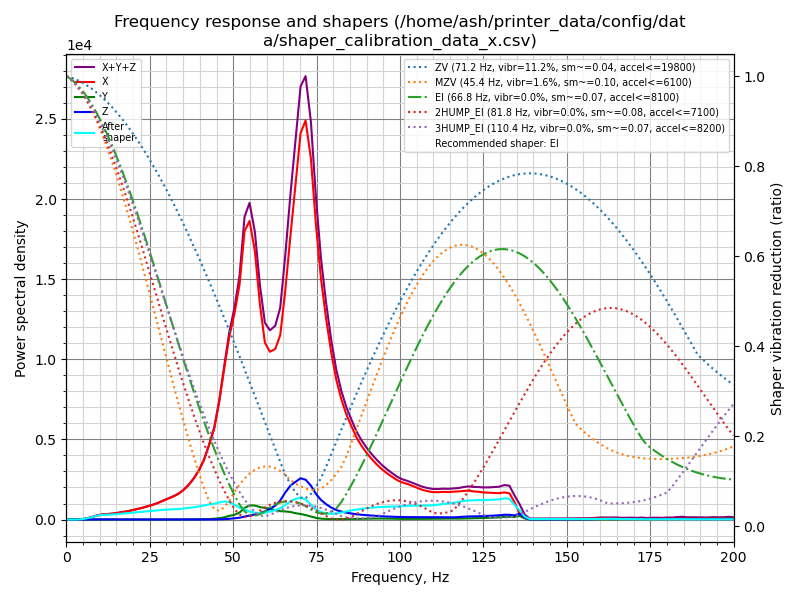 Frequency response and shapers (/home/ash/printer_data/config/dat
a/shaper_calibration_data_x.csv)
1e4
X+Y+Z
X
Y
Z
After
shaper
ZV (71.2 Hz, vibr=11.2%, sm~=0.04, accel<=19800)
MZV (45.4 Hz, vibr=1.6%, sm~=0.10, accel<=6100)
EI (66.8 Hz, vibr=0.0%, sm~=0.07, accel<=8100)
2HUMP_EI (81.8 Hz, vibr=0.0%, sm~=0.08, accel<=7100)
3HUMP_EI (110.4 Hz, vibr=0.0%, sm~=0.07, accel<=8200)
Recommended shaper: EI
Power spectral density
2.5
2.0
1.5
1.0
0.5
0.0
1.0
0.8
0.6
0.4
0.2
0.0
Shaper vibration reduction (ratio)
0 25 50 75 100 125 150 175 200
Frequency, Hz